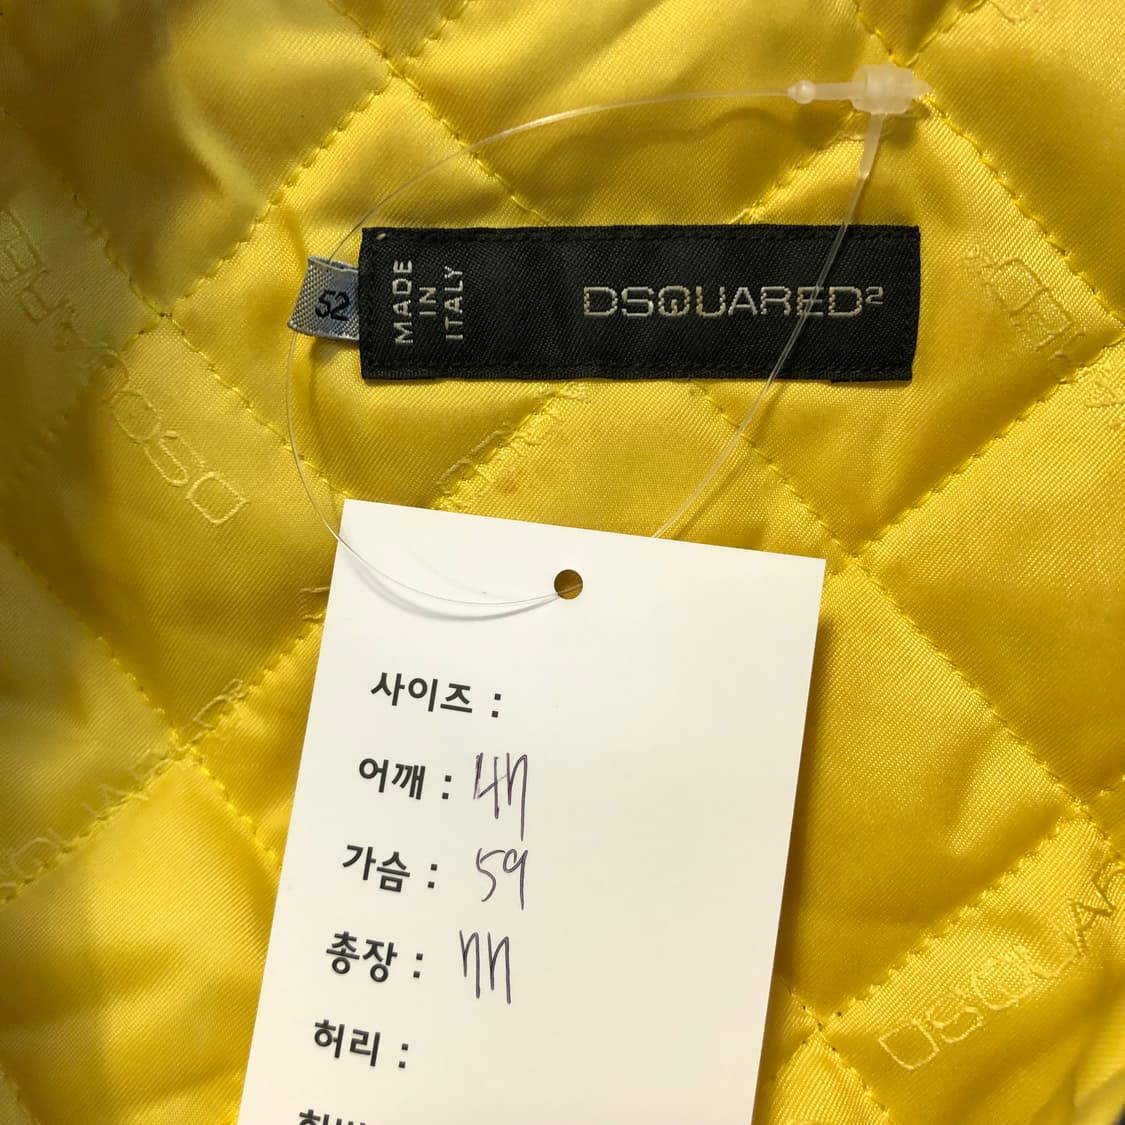 52
MADE
IN
ITALY
DSQUARED2
사이즈 :
어깨 : 47
가슴 : 59
총장 : 77
허리 :
DSQUA